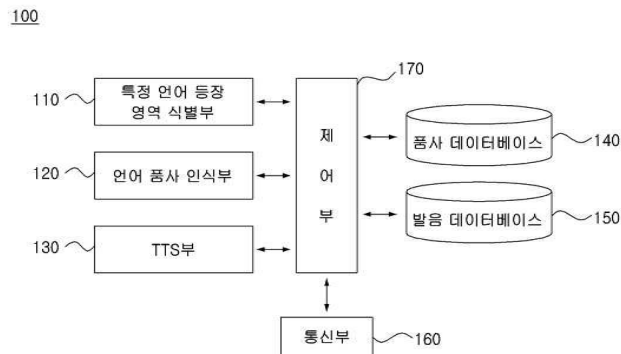 100
170
110
특정 언어 등장
영역 식별부
제
어
부
품사 데이터베이스
140
120
언어 품사 인식부
발음 데이터베이스
150
130
TTS부
통신부
160